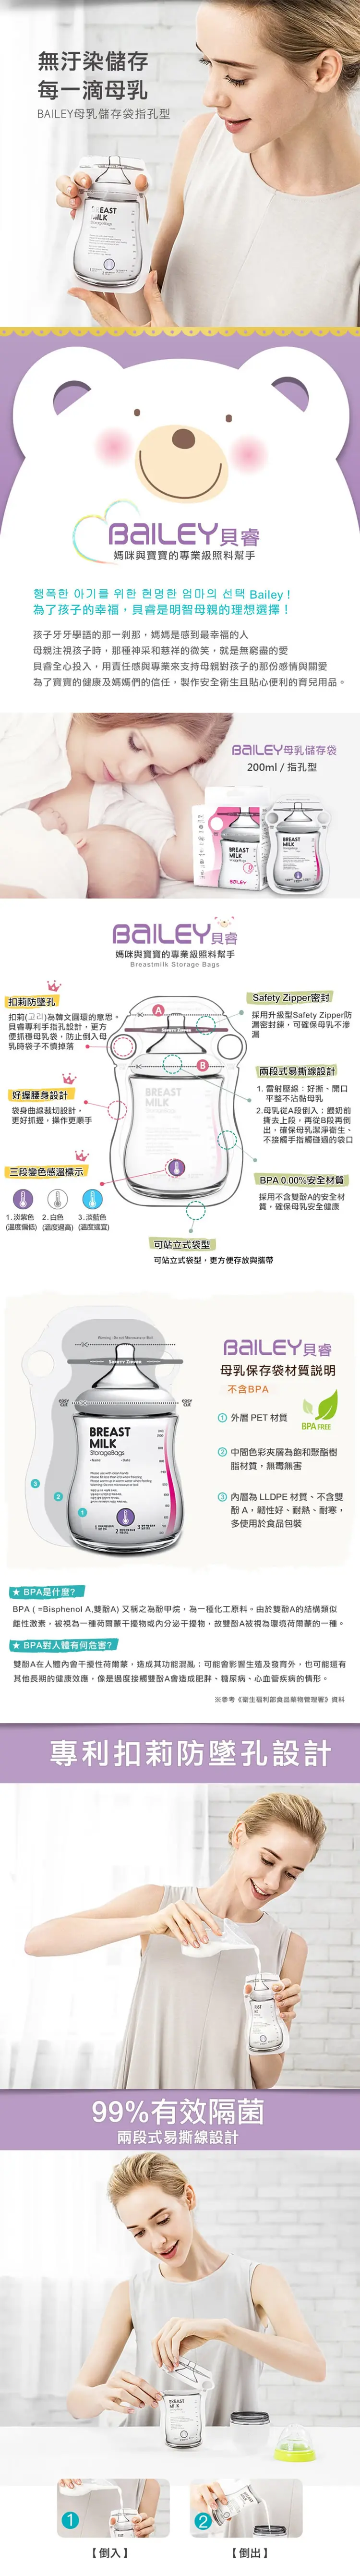 無汙染儲存
每一滴母乳
BAILEY母乳儲存袋指孔型
BREAST
MILK
StorageBags
BAILEY貝睿
媽咪與寶寶的專業級照料幫手
행폭한 아기를 위한 현명한 엄마의 선택 Bailey !
為了孩子的幸福，貝睿是明智母親的理想選擇！
孩子牙牙學語的那一剎那，媽媽是感到最幸福的人
母親注視孩子時，那種神采和慈祥的微笑，就是無窮盡的愛
貝睿全心投入，用責任感與專業來支持母親對孩子的那份感情與關愛
為了寶寶的健康及媽媽們的信任，製作安全衛生且貼心便利的育兒用品。
BAILEY母乳儲存袋
200ml / 指孔型
BREAST
MILK
BAILEY
BREAST
MILK
BAILEY貝睿
媽咪與寶寶的專業級照料幫手
Breastmilk Storage Bags
扣莉防墜孔
扣莉(고리)為韓文圓環的意思。
貝睿專利手指孔設計，更方
便抓穩母乳袋，防止倒入母
乳時袋子不慎掉落
A
SAFETY ZIPPER
B
Safety Zipper密封
採用升級型Safety Zipper防
漏密封鍊，可確保母乳不滲
漏
兩段式易撕線設計
1. 雷射壓線：好撕、開口
平整不沾黏母乳
2.母乳從A段倒入；餵奶前
撕去上段，再從B段再倒
出，確保母乳潔淨衛生、
不接觸手指觸碰過的袋口
好握腰身設計
袋身曲線裁切設計，
更好抓握，操作更順手
BREAST
MILK
StorageBags
三段變色感溫標示
1.淡紫色
(溫度偏低)
2.白色
(溫度過高)
3.淡藍色
(溫度適宜)
BPA 0.00%安全材質
採用不含雙酚A的安全材
質，確保母乳安全健康
可站立式袋型
可站立式袋型，更方便存放與攜帶
SAFETY ZIPPER
EASY
CUT
EASY
CUT
BREAST
MILK
StorageBags
3
2
1
BAILEY貝睿
母乳保存袋材質說明
不含BPA
BPA FREE
① 外層 PET 材質
② 中間色彩夾層為飽和聚酯樹
脂材質，無毒無害
③ 內層為 LLDPE 材質、不含雙
酚 A，韌性好、耐熱、耐寒，
多使用於食品包裝
★ BPA是什麼?
BPA ( =Bisphenol A,雙酚A) 又稱之為酚甲烷，為一種化工原料。由於雙酚A的結構類似
雌性激素，被視為一種荷爾蒙干擾物或內分泌干擾物，故雙酚A被視為環境荷爾蒙的一種。
★ BPA對人體有何危害?
雙酚A在人體內會干擾性荷爾蒙，造成其功能混亂；可能會影響生殖及發育外，也可能還有
其他長期的健康效應，像是過度接觸雙酚A會造成肥胖、糖尿病、心血管疾病的情形。
※參考《衛生福利部食品藥物管理署》資料
專利扣莉防墜孔設計
99%有效隔菌
兩段式易撕線設計
BREAST
1
【倒入】
2
【倒出】